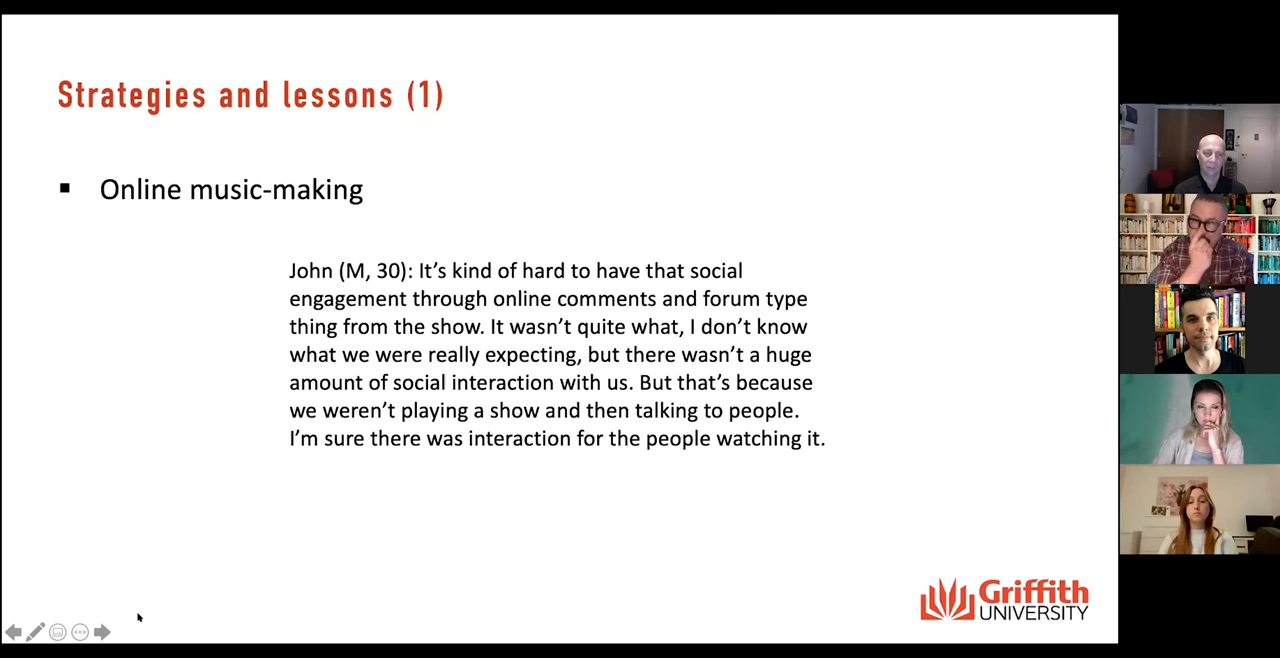 Strategies and lessons (1)
▪ Online music-making
John (M, 30): It’s kind of hard to have that social
engagement through online comments and forum type
thing from the show. It wasn’t quite what, I don’t know
what we were really expecting, but there wasn’t a huge
amount of social interaction with us. But that’s because
we weren’t playing a show and then talking to people.
I’m sure there was interaction for the people watching it.
Griffith
UNIVERSITY